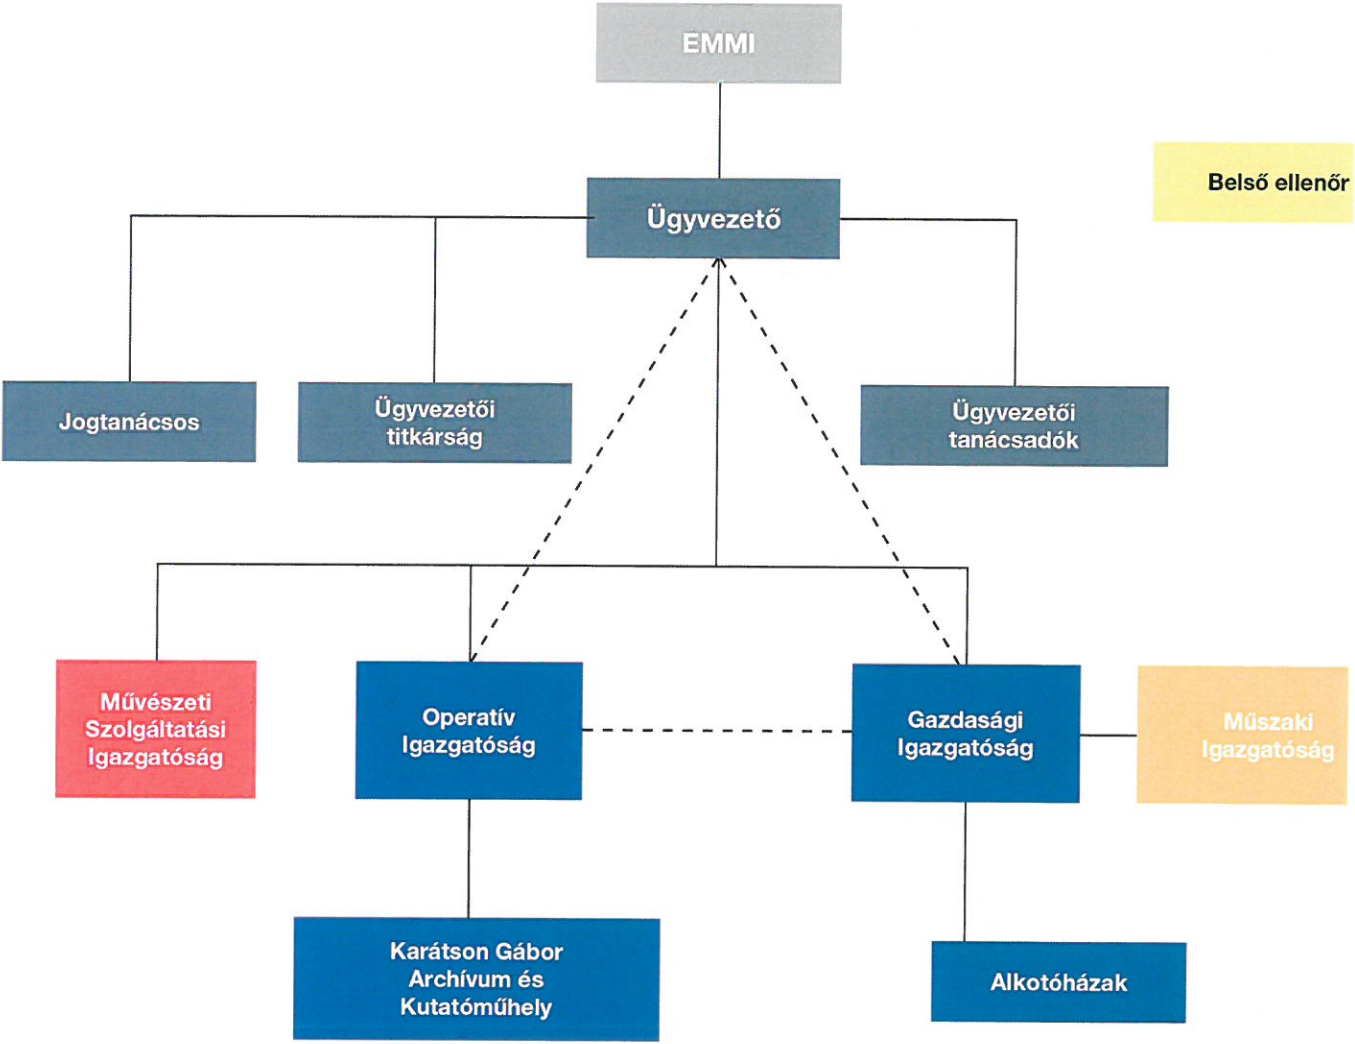 EMMI
Belső ellenőr
Ügyvezető
Jogtanácsos
Ügyvezetői
titkárság
Ügyvezetői
tanácsadók
Művészeti
Szolgáltatási
Igazgatóság
Operatív
Igazgatóság
Gazdasági
Igazgatóság
Műszaki
Igazgatóság
Karátson Gábor
Archívum és
Kutatóműhely
Alkotóházak